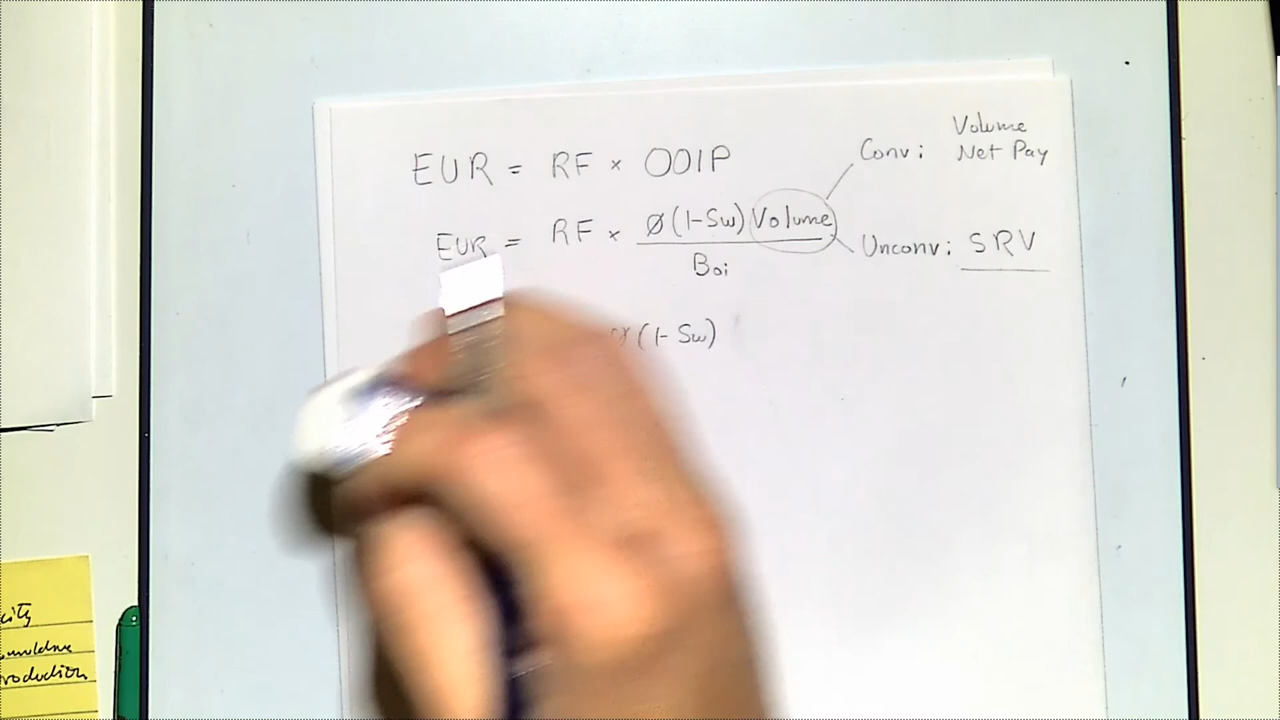 EUR = RF × OOIP
EUR = RF × Ø(1-Sw) Volume
Boi
Conv: Volume
Net Pay
Unconv: SRV
Ø(1-Sw)